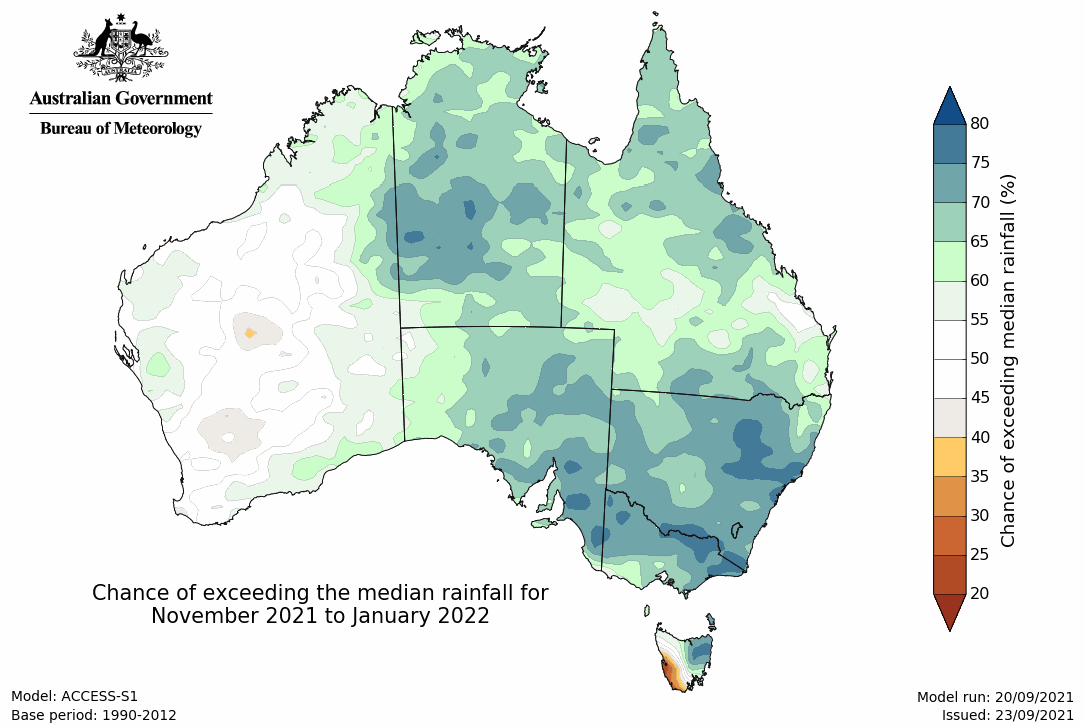 AUSTRALIA
Australian Government
Bureau of Meteorology
80
75
70
65
60
55
50
45
40
35
30
25
20
Chance of exceeding median rainfall (%)
Chance of exceeding the median rainfall for
November 2021 to January 2022
Model: ACCESS-S1
Base period: 1990-2012
Model run: 20/09/2021
Issued: 23/09/2021